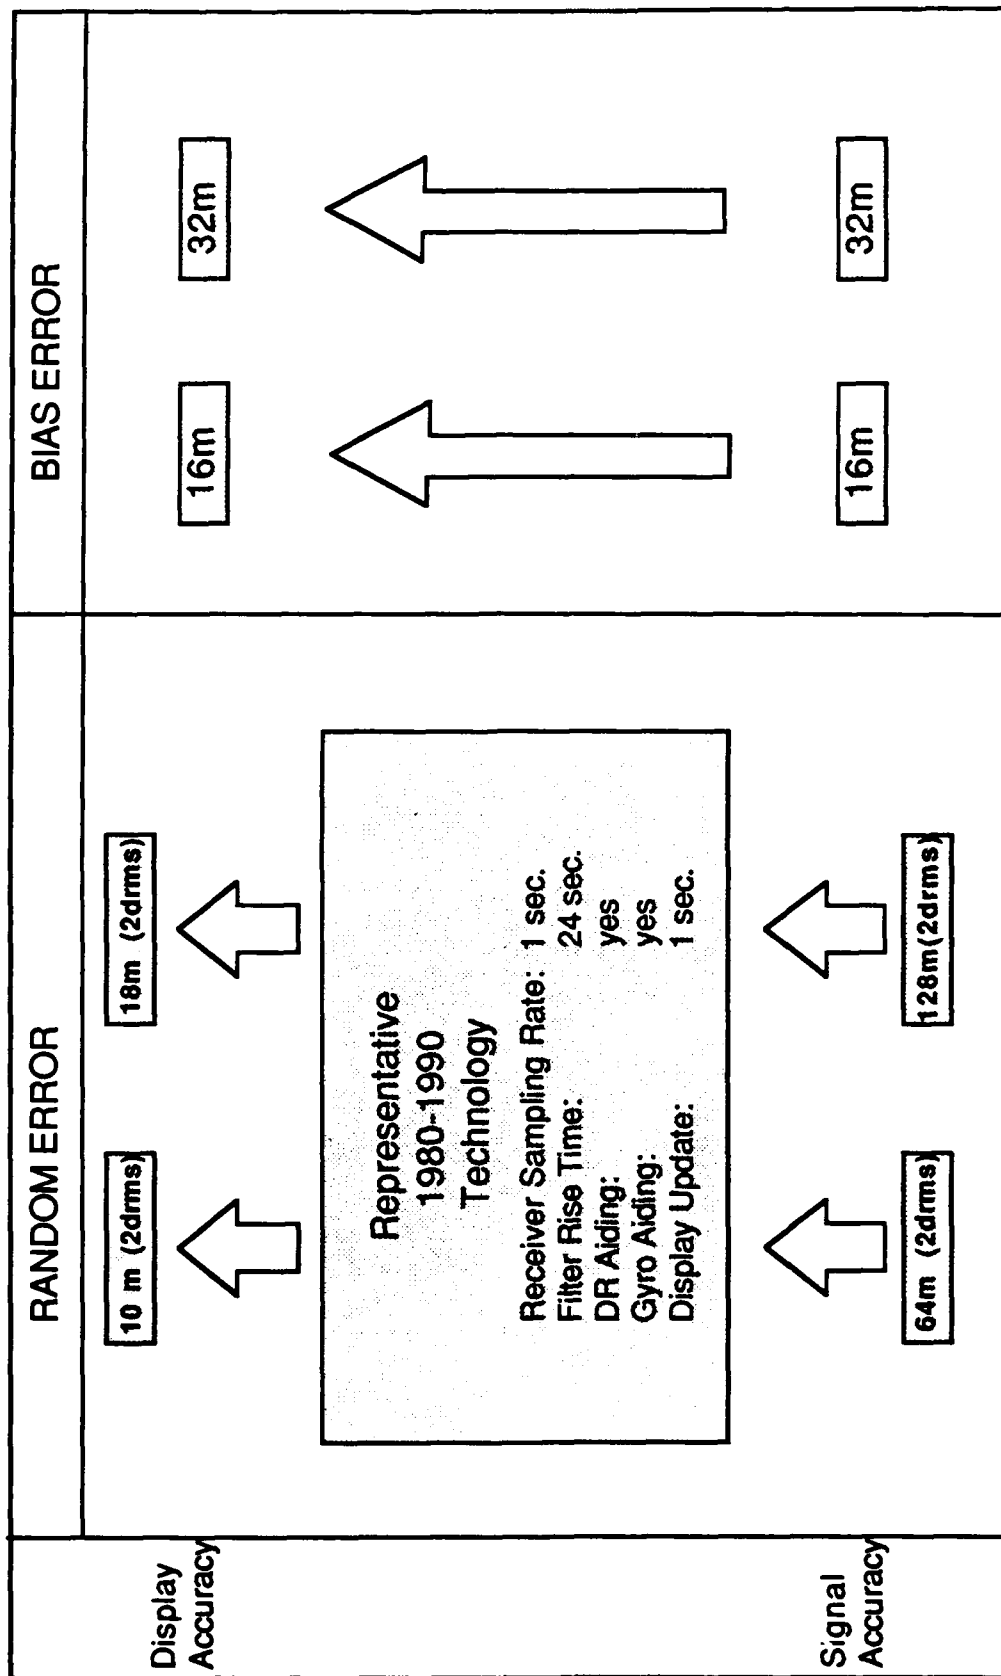 RANDOM ERROR
BIAS ERROR
Display
Accuracy
10 m (2drms)
18m (2drms)
16m
32m
Representative
1980-1990
Technology
Receiver Sampling Rate: 1 sec.
Filter Rise Time: 24 sec.
DR Aiding: yes
Gyro Aiding: yes
Display Update: 1 sec.
Signal
Accuracy
64m (2drms)
128m(2drms)
16m
32m